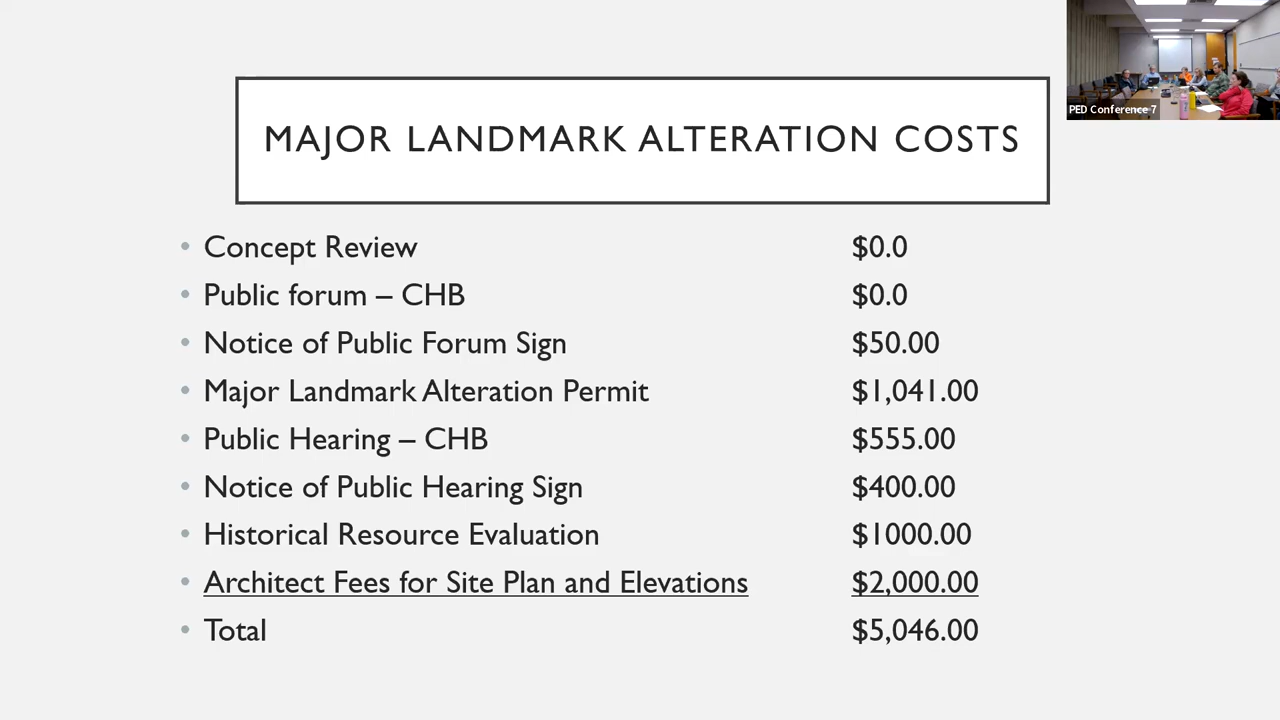 PED Conference 7
MAJOR LANDMARK ALTERATION COSTS
• Concept Review $0.0
• Public forum – CHB $0.0
• Notice of Public Forum Sign $50.00
• Major Landmark Alteration Permit $1,041.00
• Public Hearing – CHB $555.00
• Notice of Public Hearing Sign $400.00
• Historical Resource Evaluation $1000.00
• Architect Fees for Site Plan and Elevations $2,000.00
• Total $5,046.00